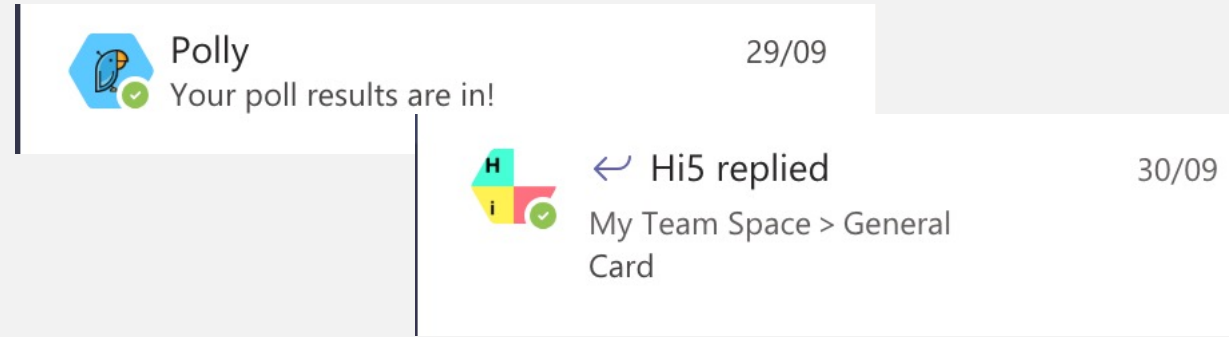 Polly
29/09
Your poll results are in!
H
i
Hi5 replied
30/09
My Team Space > General
Card